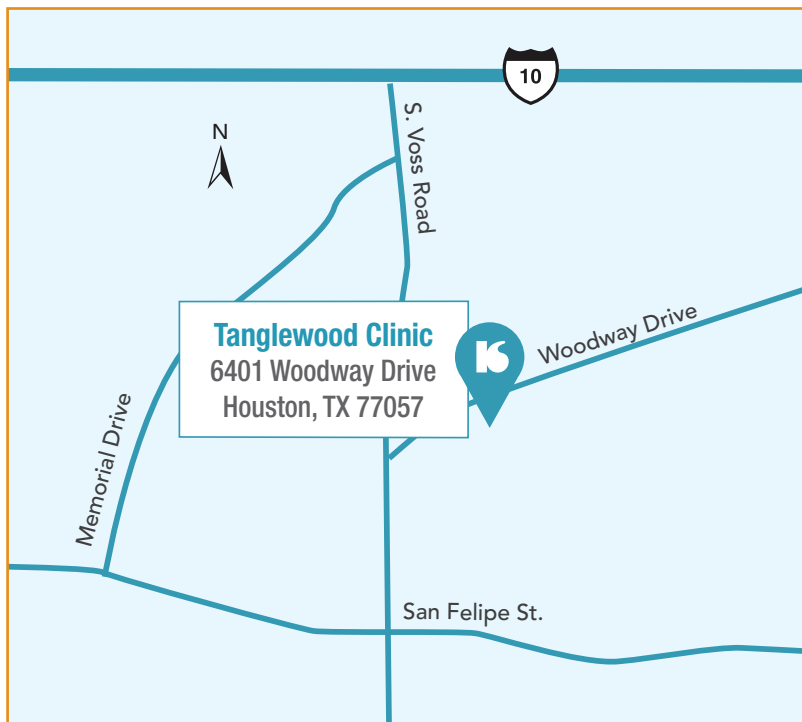 10
N
S. Voss Road
Tanglewood Clinic
6401 Woodway Drive
Houston, TX 77057
Woodway Drive
Memorial Drive
San Felipe St.